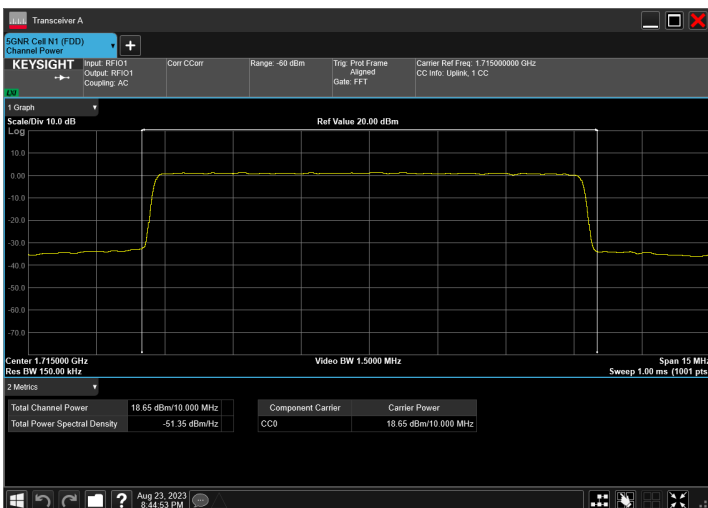 Transceiver A
5GNR Cell N1 (FDD)
Channel Power
+
KEYSIGHT
LXI
Input: RFIO1
Output: RFIO1
Coupling: AC
Corr CCorr
Range: -60 dBm
Trig: Prot Frame
Aligned
Gate: FFT
Carrier Ref Freq: 1.715000000 GHz
CC Info: Uplink, 1 CC
1 Graph
Scale/Div 10.0 dB
Ref Value 20.00 dBm
Log
10.0
0.00
-10.0
-20.0
-30.0
-40.0
-50.0
-60.0
-70.0
Center 1.715000 GHz
Video BW 1.5000 MHz
Span 15 MHz
Res BW 150.00 kHz
Sweep 1.00 ms (1001 pts
2 Metrics
Total Channel Power 18.65 dBm/10.000 MHz
Total Power Spectral Density -51.35 dBm/Hz
Component Carrier Carrier Power
CC0 18.65 dBm/10.000 MHz
?
Aug 23, 2023
8:44:53 PM